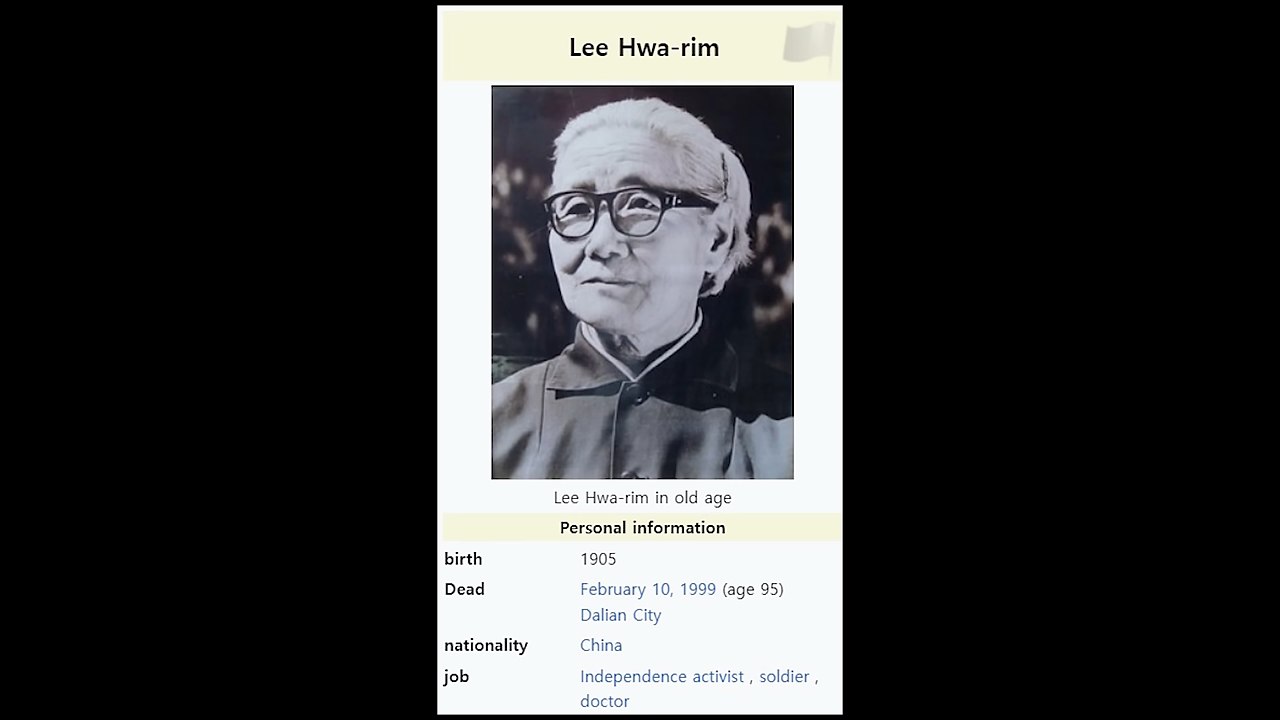 Lee Hwa-rim
Lee Hwa-rim in old age
Personal information
birth 1905
Dead February 10, 1999 (age 95)
Dalian City
nationality China
job Independence activist , soldier ,
doctor